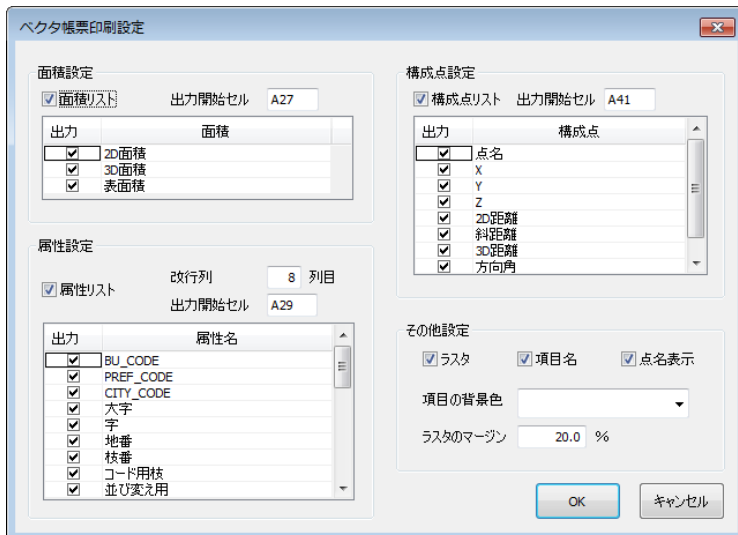 ベクタ帳票印刷設定
面積設定
面積リスト 出力開始セル A27
出力 面積
2D面積
3D面積
表面積
属性設定
属性リスト 改行列 8 列目
出力開始セル A29
出力 属性名
BU_CODE
PREF_CODE
CITY_CODE
大字
字
地番
枝番
コード用枝
並び変え用
構成点設定
構成点リスト 出力開始セル A41
出力 構成点
点名
X
Y
Z
2D距離
斜距離
3D距離
方向角
その他設定
ラスタ 項目名 点名表示
項目の背景色
ラスタのマージン 20.0 %
OK キャンセル